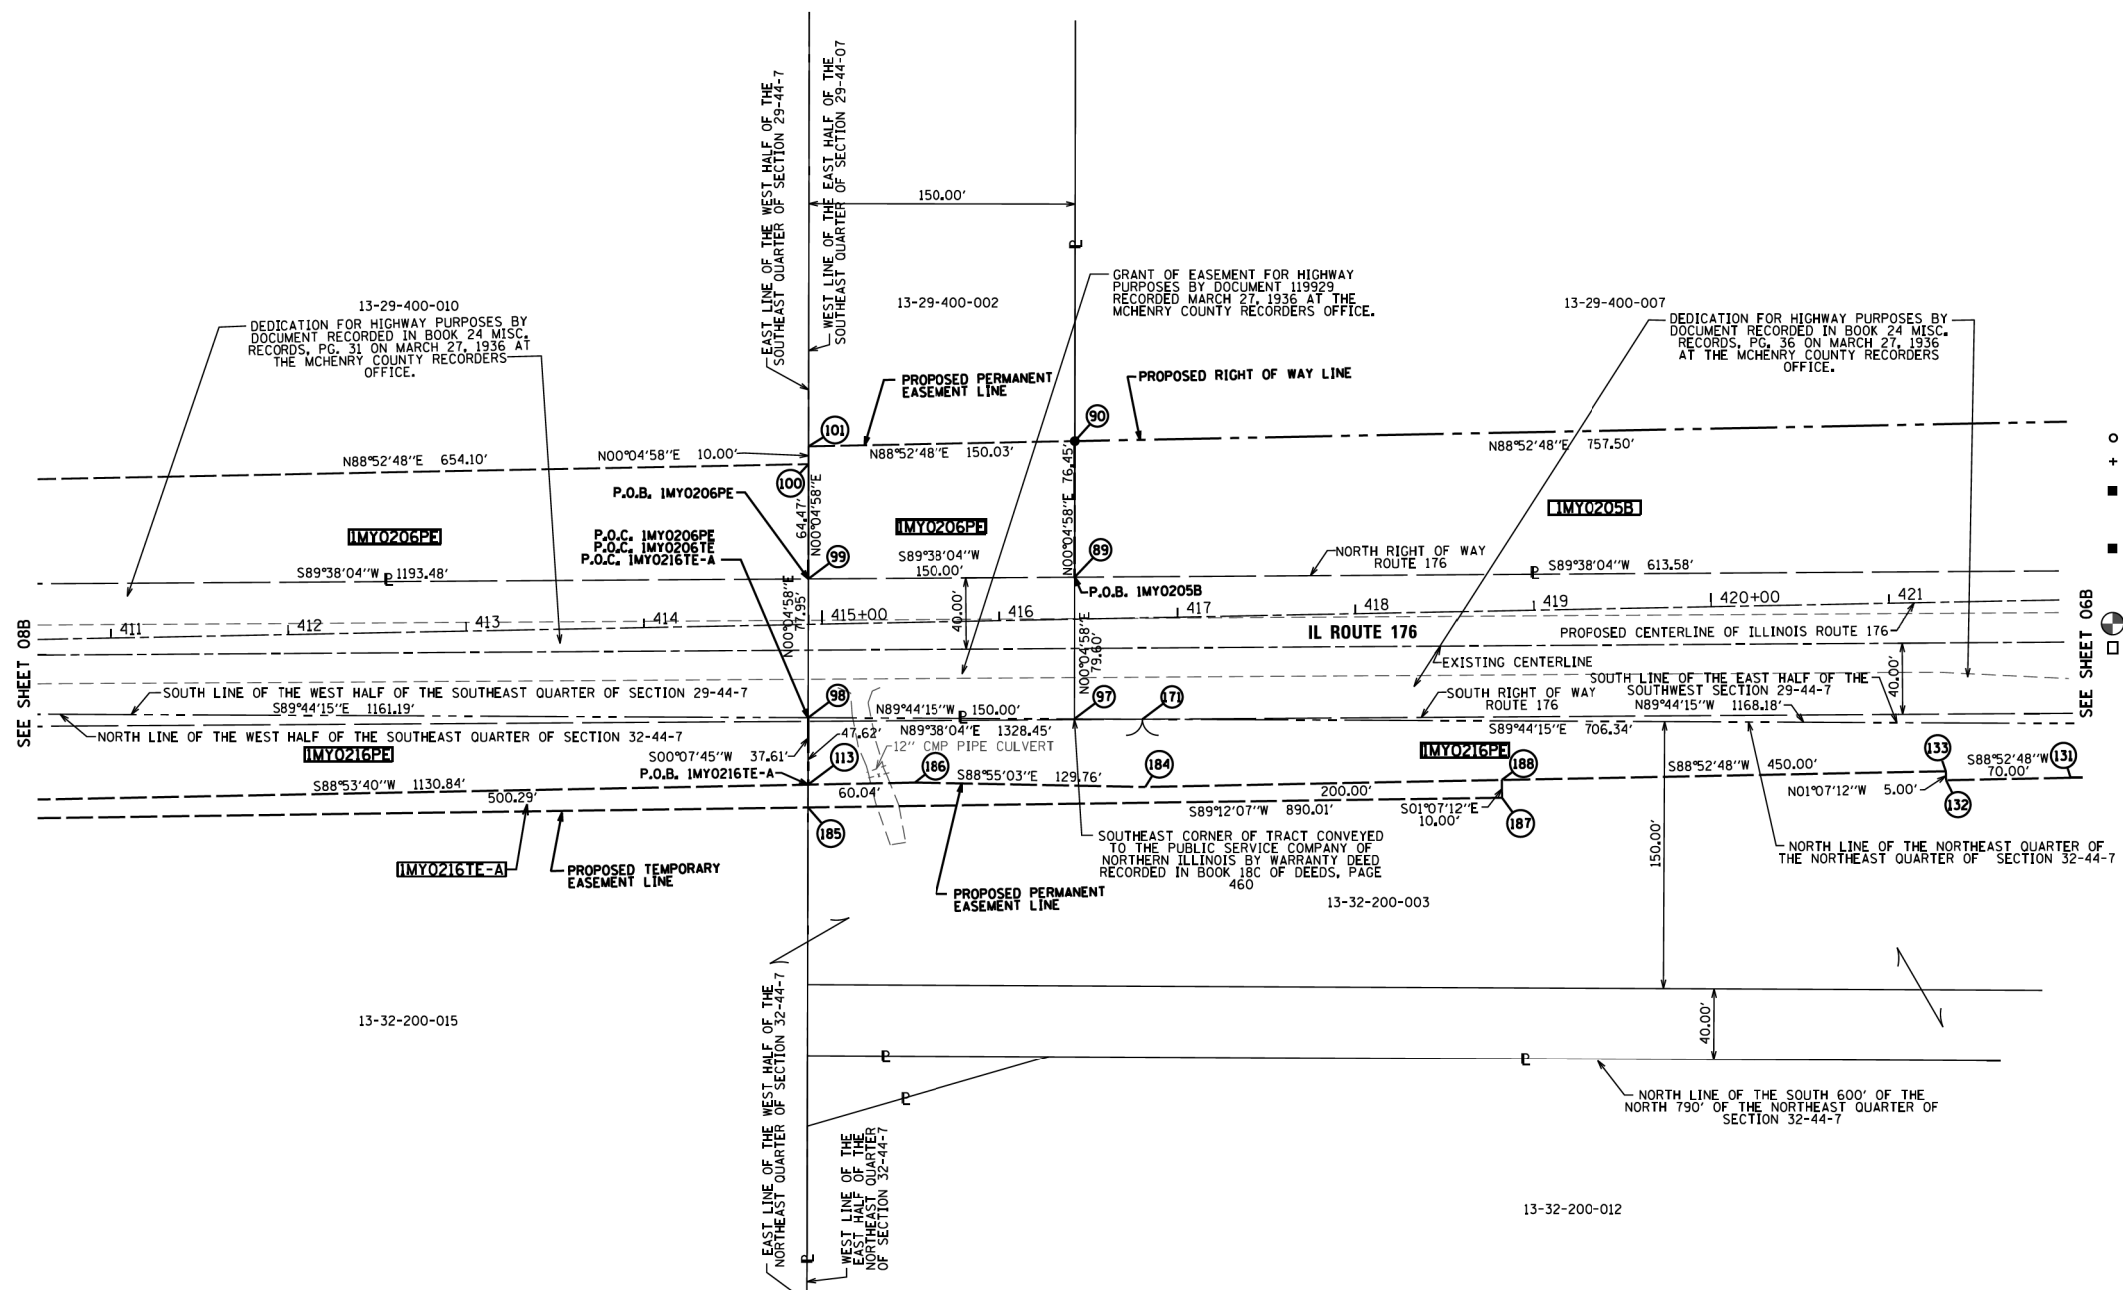 EAST LINE OF THE WEST HALF OF THE
SOUTHEAST QUARTER OF SECTION 29-44-7
WEST LINE OF THE EAST HALF OF THE
SOUTHEAST QUARTER OF SECTION 29-44-07
150.00'
℄
13-29-400-010
DEDICATION FOR HIGHWAY PURPOSES BY
DOCUMENT RECORDED IN BOOK 24 MISC.
RECORDS, PG. 31 ON MARCH 27, 1936 AT
THE MCHENRY COUNTY RECORDERS
OFFICE.
13-29-400-002
GRANT OF EASEMENT FOR HIGHWAY
PURPOSES BY DOCUMENT 119929
RECORDED MARCH 27, 1936 AT THE
MCHENRY COUNTY RECORDERS OFFICE.
13-29-400-007
DEDICATION FOR HIGHWAY PURPOSES BY
DOCUMENT RECORDED IN BOOK 24 MISC.
RECORDS, PG. 36 ON MARCH 27, 1936
AT THE MCHENRY COUNTY RECORDERS
OFFICE.
PROPOSED PERMANENT
EASEMENT LINE
PROPOSED RIGHT OF WAY LINE
101
90
N88°52'48"E 654.10'
N00°04'58"E 10.00'
N88°52'48"E 150.03'
N88°52'48"E 757.50'
100
P.O.B. 1MY0206PE
64.47'
N00°04'58"E
N00°04'58"E 76.45'
1MY0206PE
1MY0206PE
1MY0205B
P.O.C. 1MY0206PE
P.O.C. 1MY0206TE
P.O.C. 1MY0216TE-A
99
S89°38'04"W
150.00'
89
NORTH RIGHT OF WAY
ROUTE 176
S89°38'04"W 1193.48'
S89°38'04"W 613.58'
P.O.B. 1MY0205B
N00°04'58"E
77.95'
40.00'
N00°04'58"E
79.60'
411
412
413
414
415+00
416
417
418
419
420+00
421
IL ROUTE 176
PROPOSED CENTERLINE OF ILLINOIS ROUTE 176
EXISTING CENTERLINE
40.00'
SEE SHEET 08B
SEE SHEET 06B
SOUTH LINE OF THE WEST HALF OF THE SOUTHEAST QUARTER OF SECTION 29-44-7
S89°44'15"E 1161.19'
98
N89°44'15"W 150.00'
97
171
SOUTH RIGHT OF WAY
ROUTE 176
SOUTH LINE OF THE EAST HALF OF THE
SOUTHWEST SECTION 29-44-7
N89°44'15"W 1168.18'
S89°44'15"E 706.34'
NORTH LINE OF THE WEST HALF OF THE SOUTHEAST QUARTER OF SECTION 32-44-7
N89°38'04"E 1328.45'
47.62'
12" CMP PIPE CULVERT
1MY0216PE
1MY0216PE
S00°07'45"W 37.61'
P.O.B. 1MY0216TE-A
113
186
S88°55'03"E 129.76'
184
188
133
131
S88°52'48"W 450.00'
S88°52'48"W
70.00'
N01°07'12"W 5.00'
132
S88°53'40"W 1130.84'
500.29'
60.04'
200.00'
S89°12'07"W 890.01'
S01°07'12"E
10.00'
187
185
1MY0216TE-A
PROPOSED TEMPORARY
EASEMENT LINE
PROPOSED PERMANENT
EASEMENT LINE
SOUTHEAST CORNER OF TRACT CONVEYED
TO THE PUBLIC SERVICE COMPANY OF
NORTHERN ILLINOIS BY WARRANTY DEED
RECORDED IN BOOK 18C OF DEEDS, PAGE
460
150.00'
NORTH LINE OF THE NORTHEAST QUARTER OF
THE NORTHEAST QUARTER OF SECTION 32-44-7
13-32-200-003
13-32-200-015
40.00'
EAST LINE OF THE WEST HALF OF THE
NORTHEAST QUARTER OF SECTION 32-44-7
WEST LINE OF THE
EAST HALF OF THE
NORTHEAST QUARTER
OF SECTION 32-44-7
NORTH LINE OF THE SOUTH 600' OF THE
NORTH 790' OF THE NORTHEAST QUARTER OF
SECTION 32-44-7
13-32-200-012